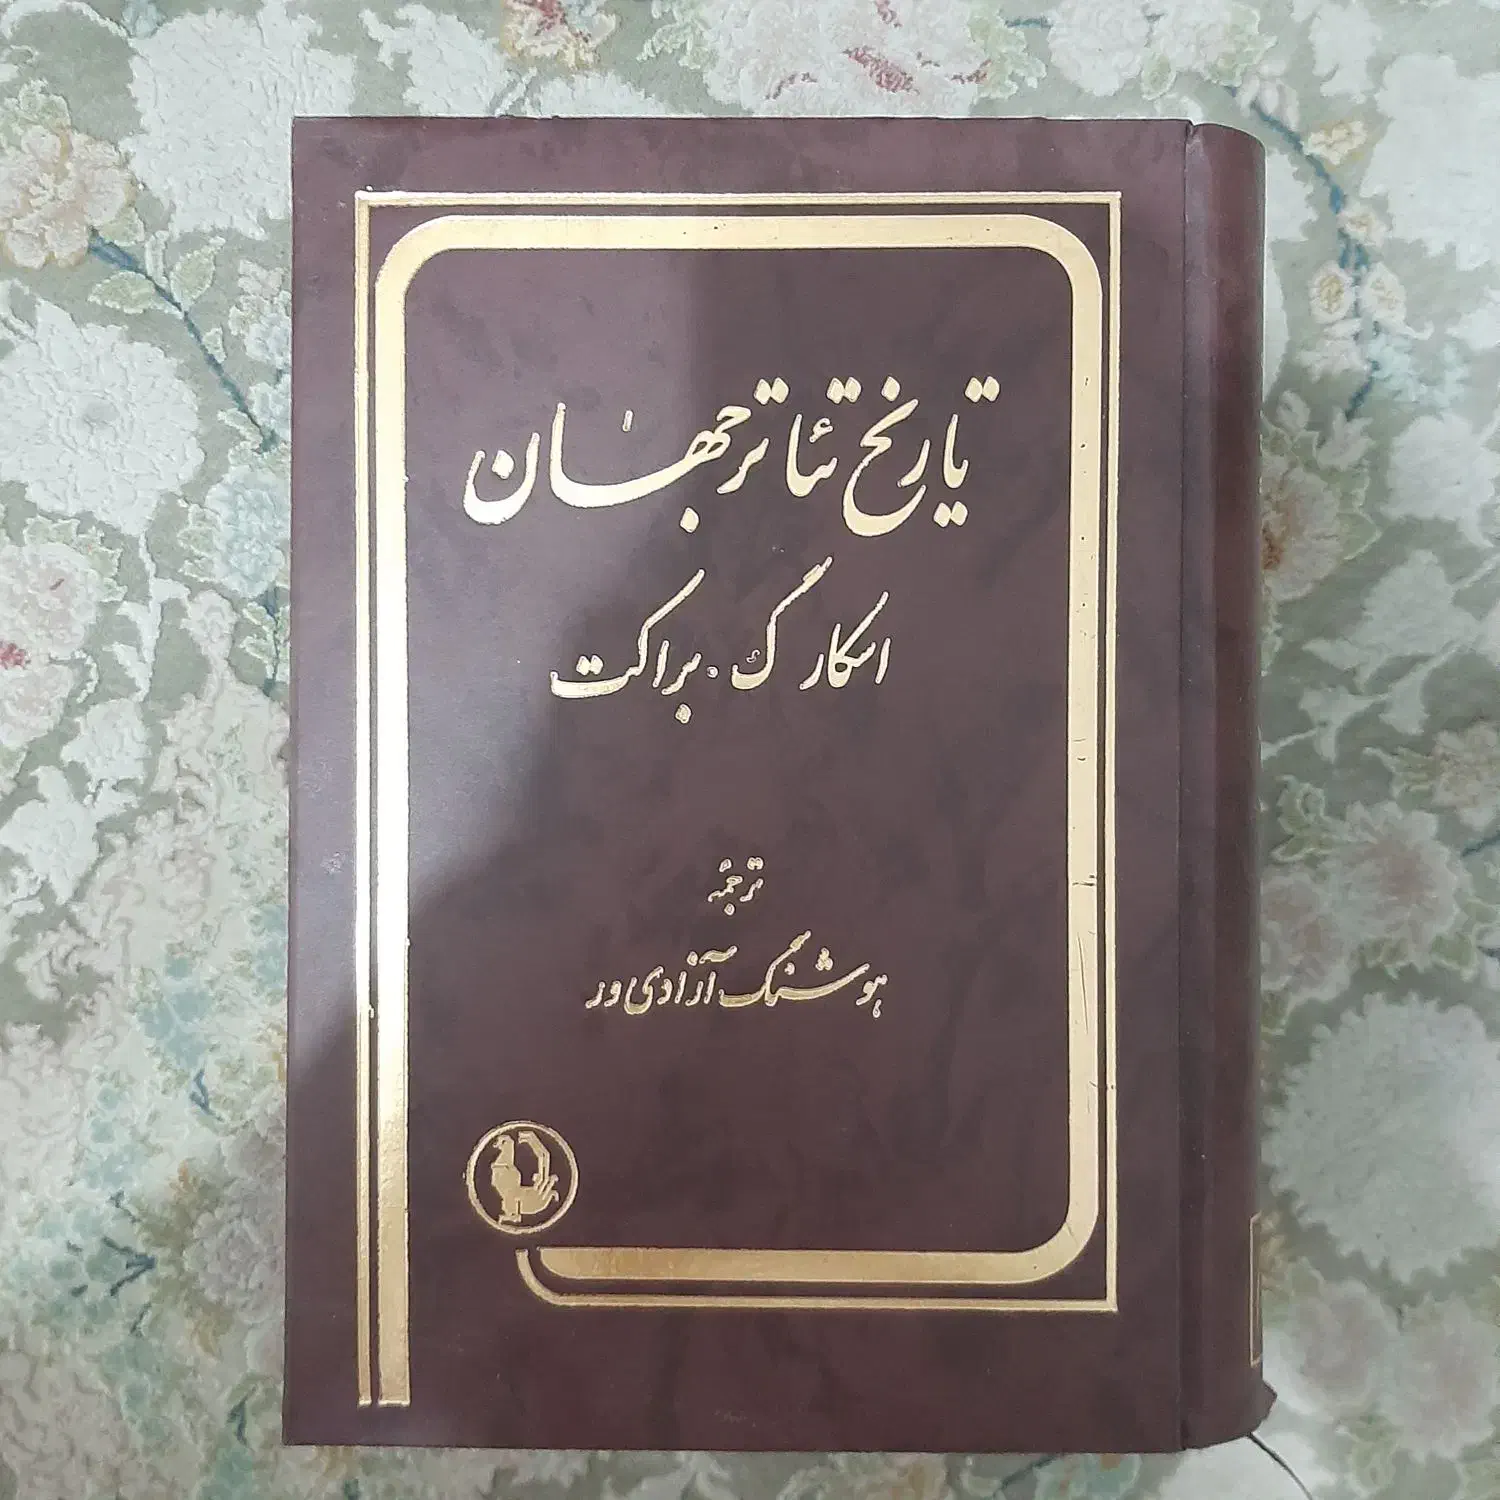 تاریخ تئاتر جهان
اسکار گ. براکت
ترجمهٔ
هوشنگ آزادی‌ور